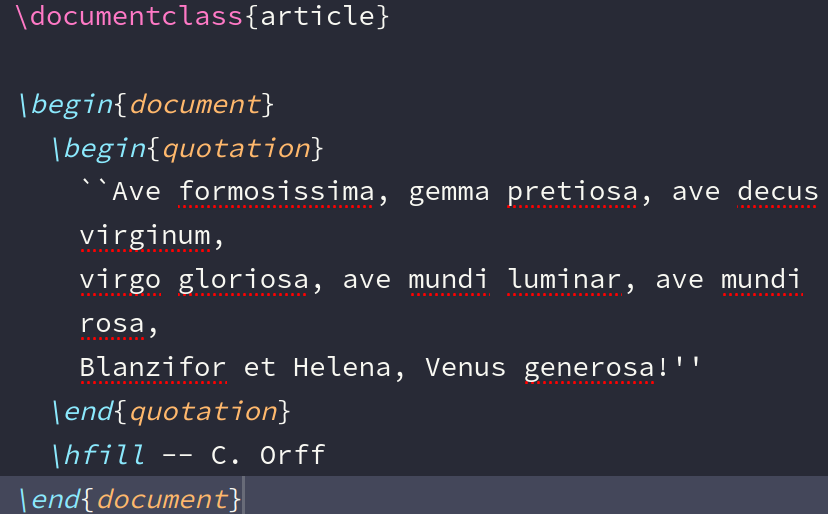 \documentclass{article}

\begin{document}
  \begin{quotation}
    ``Ave formosissima, gemma pretiosa, ave decus
    virginum,
    virgo gloriosa, ave mundi luminar, ave mundi
    rosa,
    Blanzifor et Helena, Venus generosa!''
  \end{quotation}
  \hfill -- C. Orff
\end{document}